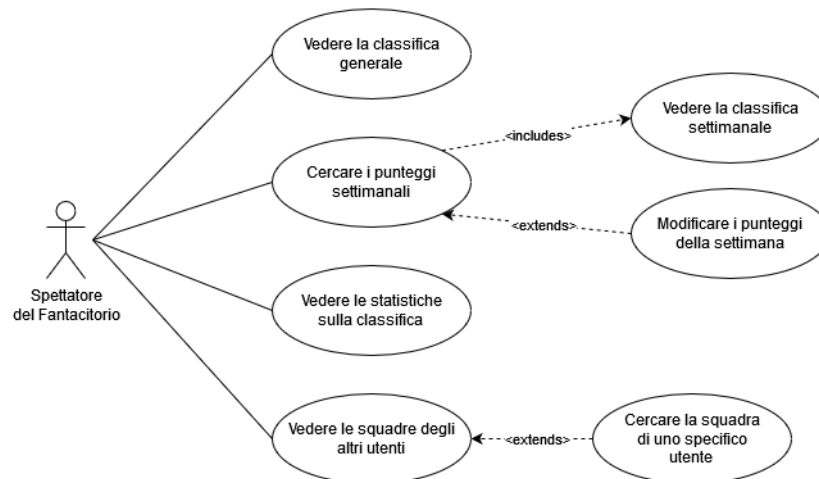 Vedere la classifica
generale
Vedere la classifica
settimanale
<includes>
Cercare i punteggi
settimanali
<extends>
Modificare i punteggi
della settimana
Spettatore
del Fantacitorio
Vedere le statistiche
sulla classifica
Vedere le squadre degli
altri utenti
<extends>
Cercare la squadra
di uno specifico
utente